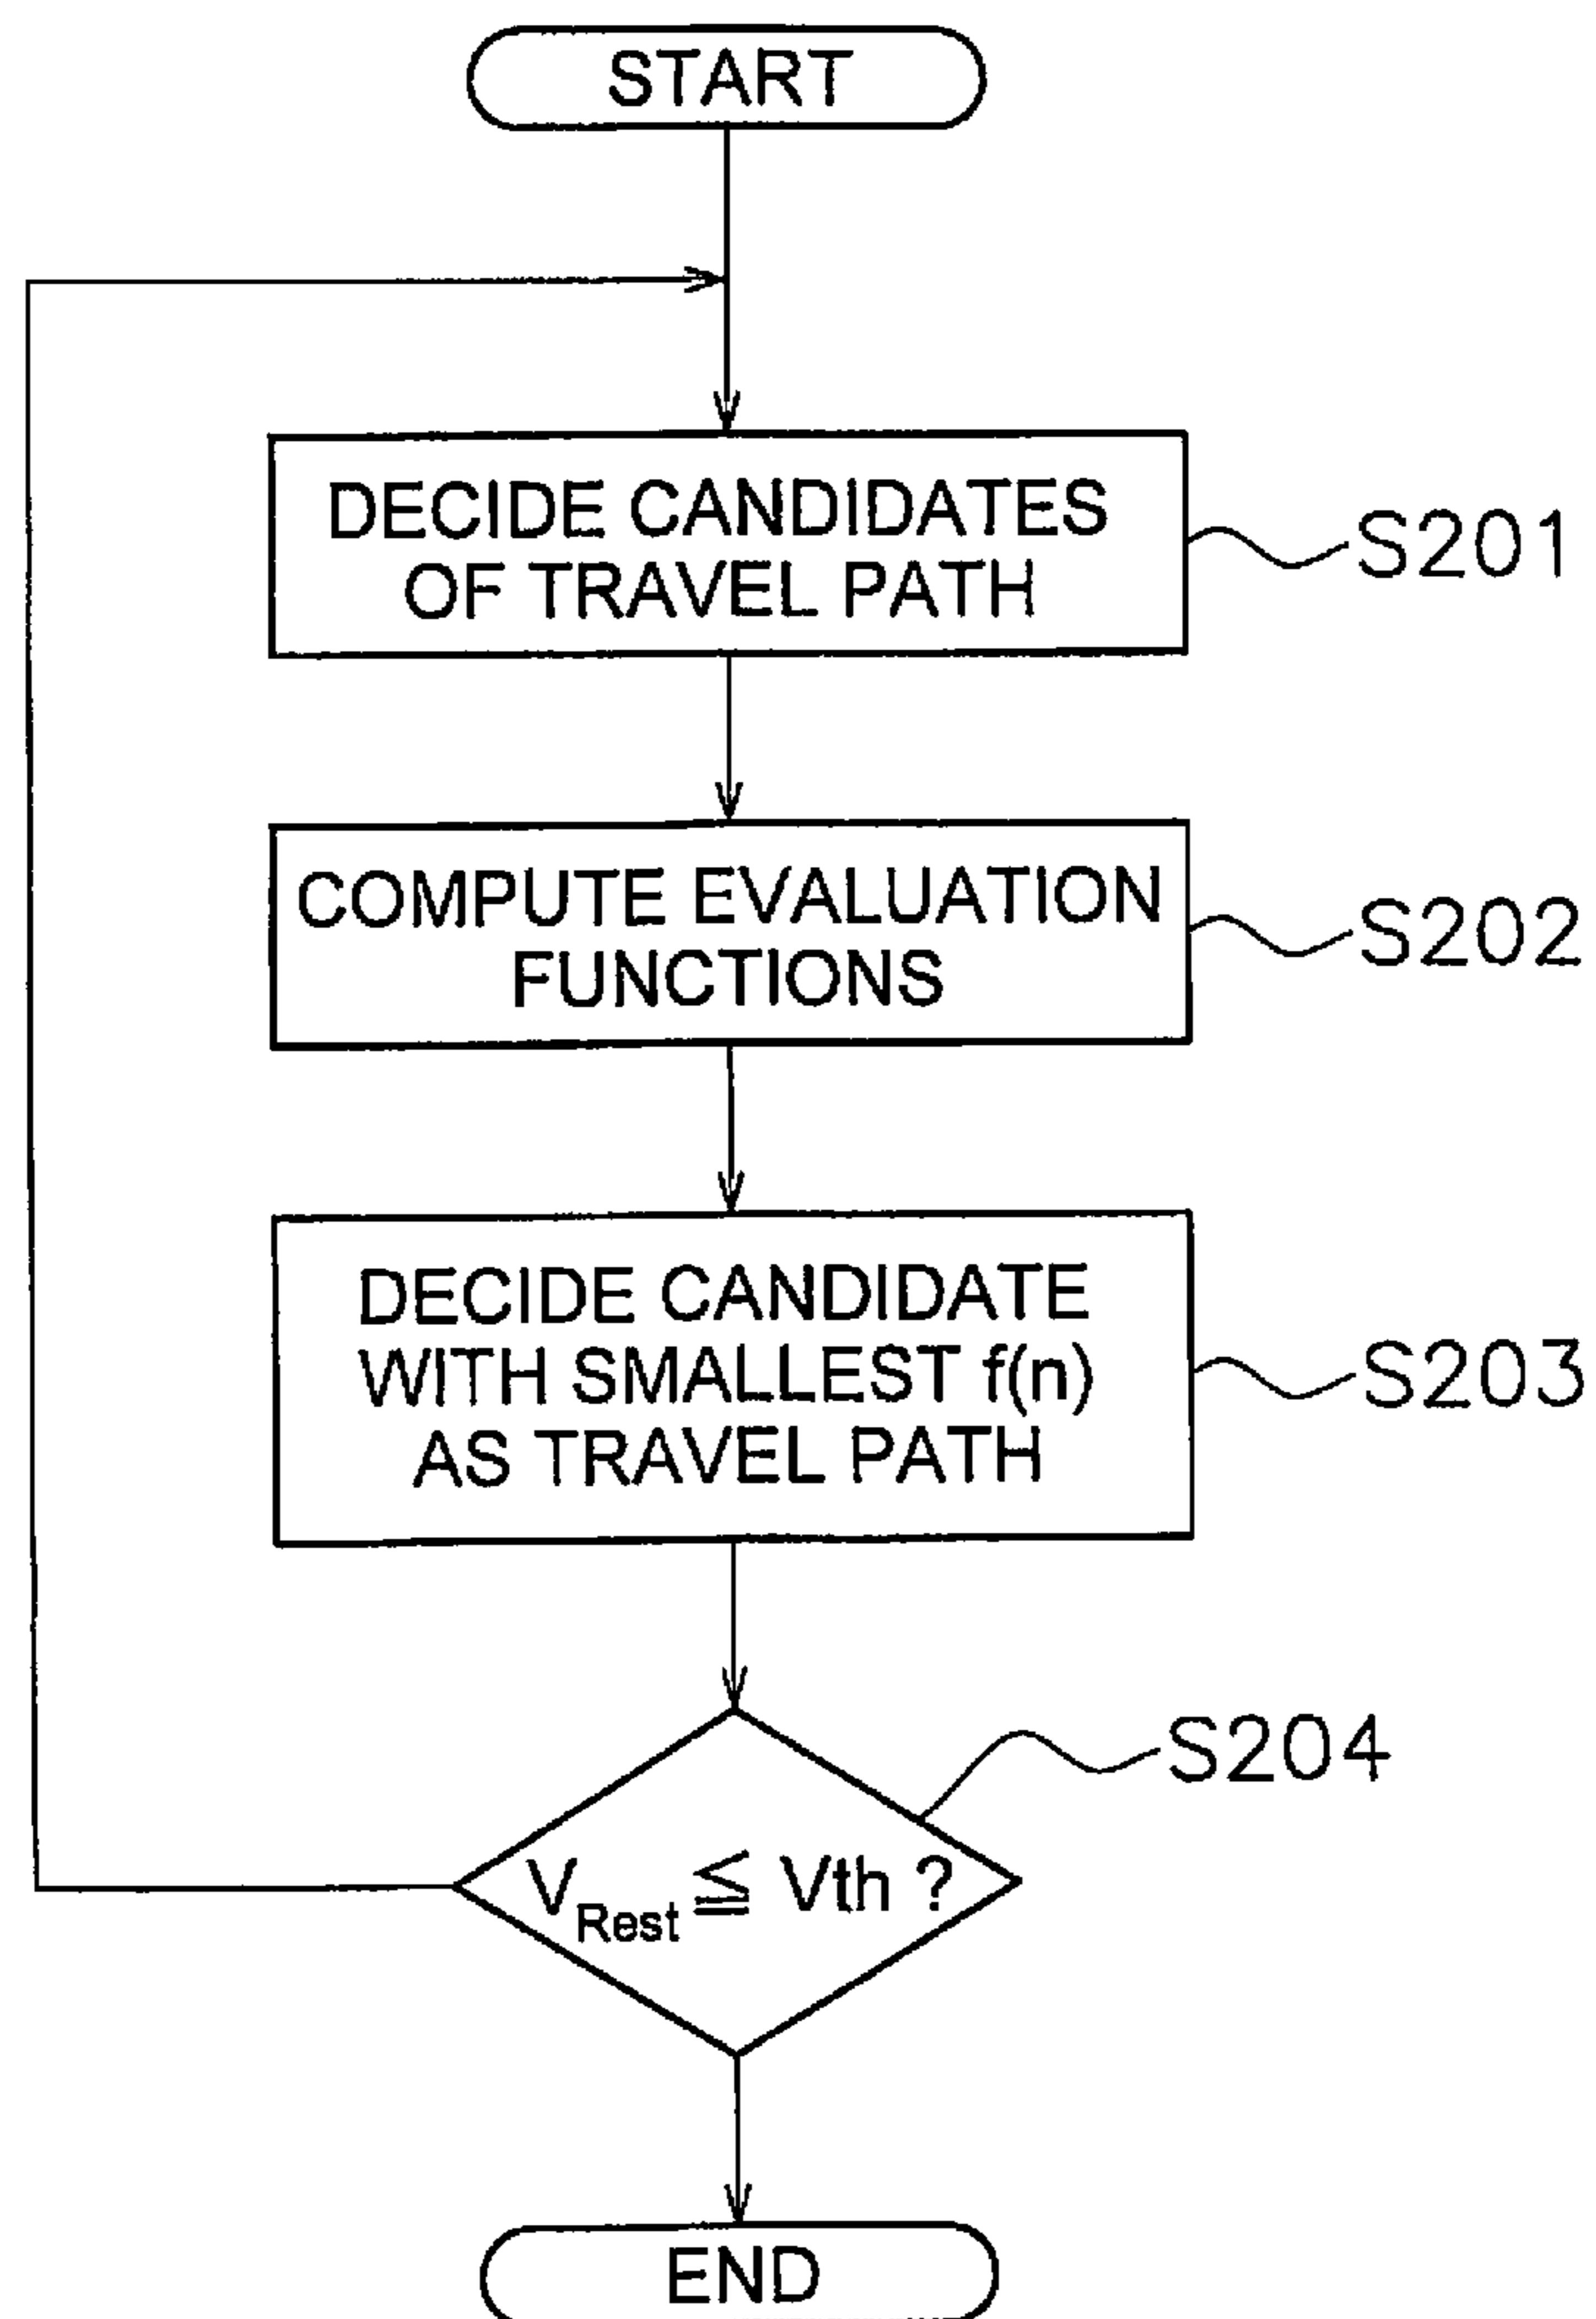 START
DECIDE CANDIDATES
OF TRAVEL PATH
S201
COMPUTE EVALUATION
FUNCTIONS
S202
DECIDE CANDIDATE
WITH SMALLEST f(n)
AS TRAVEL PATH
S203
S204
VRest ≦ Vth ?
END